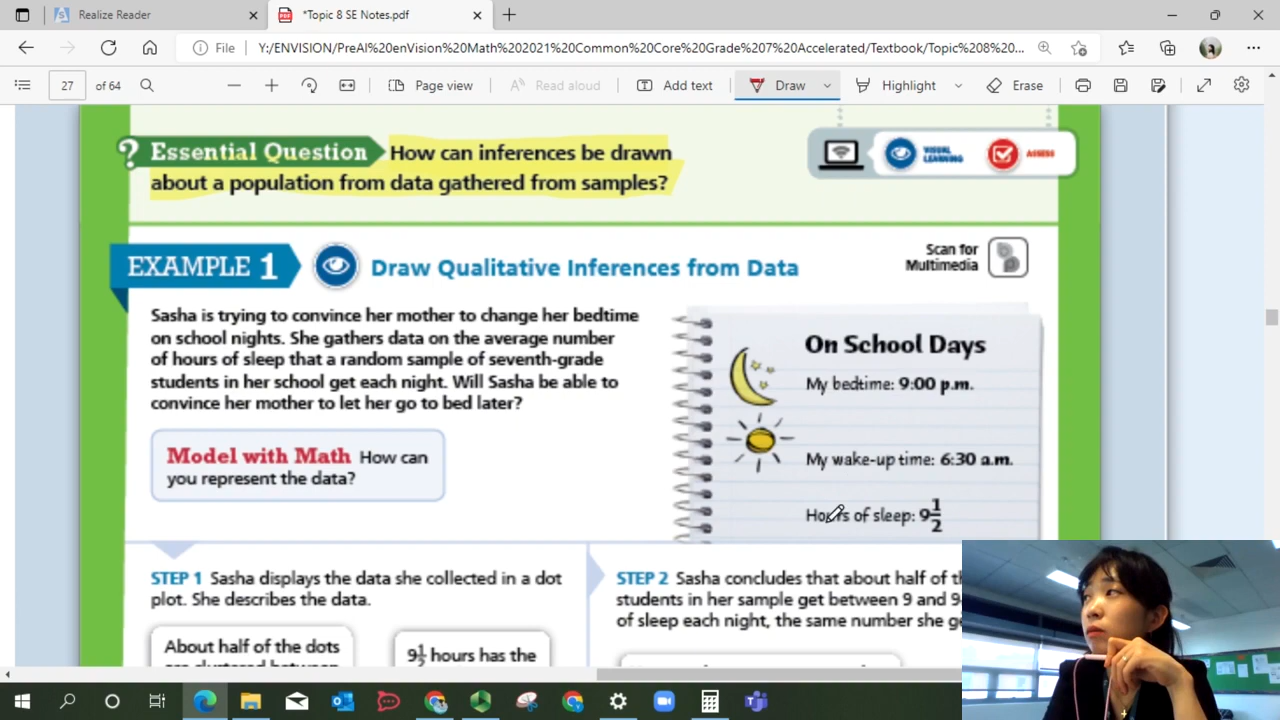 Realize Reader
*Topic 8 SE Notes.pdf
File
Y:/ENVISION/PreAl%20enVision%20Math%202021%20Common%20Core%20Grade%207%20Accelerated/Textbook/Topic%208%20...
27 of 64
Page view
Read aloud
Add text
Draw
Highlight
Erase
? Essential Question How can inferences be drawn
about a population from data gathered from samples?
VISUAL
LEARNING
ASSESS
EXAMPLE 1 Draw Qualitative Inferences from Data
Scan for
Multimedia
Sasha is trying to convince her mother to change her bedtime
on school nights. She gathers data on the average number
of hours of sleep that a random sample of seventh-grade
students in her school get each night. Will Sasha be able to
convince her mother to let her go to bed later?
Model with Math How can
you represent the data?
On School Days
My bedtime: 9:00 p.m.
My wake-up time: 6:30 a.m.
Hours of sleep: 9 1/2
STEP 1 Sasha displays the data she collected in a dot
plot. She describes the data.
About half of the dots
9 1/2 hours has the
STEP 2 Sasha concludes that about half of
students in her sample get between 9 and
of sleep each night, the same number she